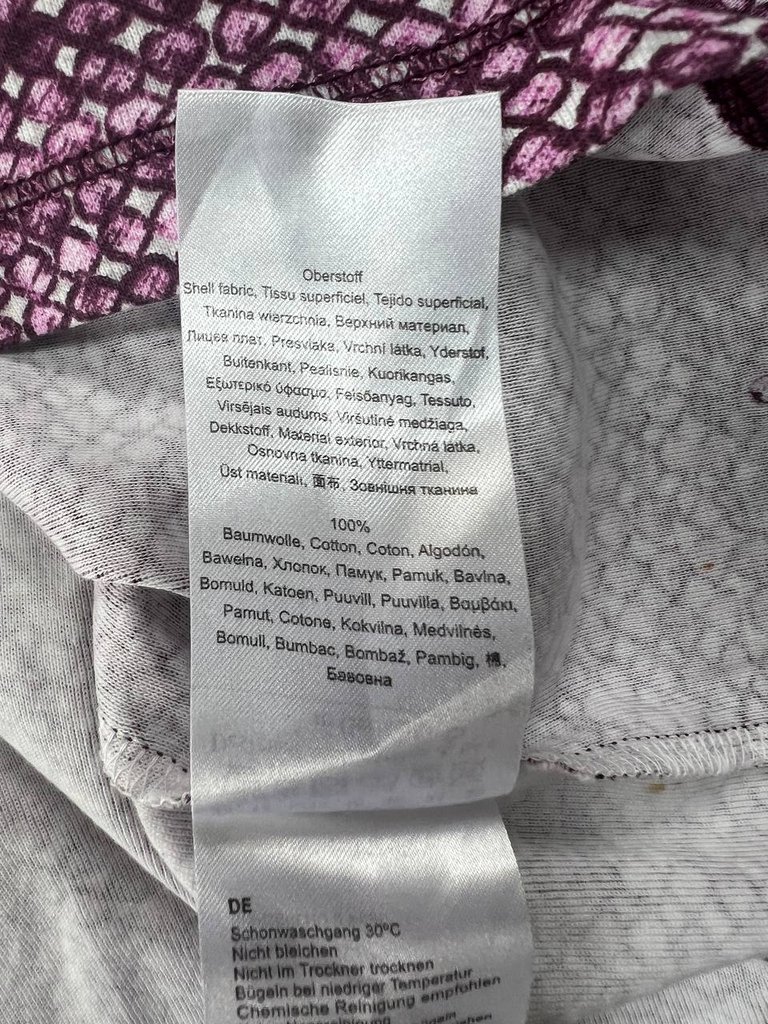 Oberstoff
Shell fabric, Tissu superficiel, Tejido superficial,
Tkanina wierzchnia, Верхний материал,
Лицев плат, Presvlaka, Vrchní látka, Yderstof,
Buitenkant, Pealisriie, Kuorikangas,
Εξωτερικό ύφασμα, Felsőanyag, Tessuto,
Virsējais audums, Viršutinė medžiaga,
Dekkstoff, Material exterior, Vrchná látka,
Osnovna tkanina, Yttermatrial,
Üst materiali, 面布, Зовнішня тканина
100%
Baumwolle, Cotton, Coton, Algodón,
Bawełna, Хлопок, Памук, Pamuk, Bavlna,
Bomuld, Katoen, Puuvill, Puuvilla, Βαμβάκι,
Pamut, Cotone, Kokvilna, Medvilnės,
Bomull, Bumbac, Bombaž, Pambıg, 棉,
Бавовна
DE
Schonwaschgang 30ºC
Nicht bleichen
Nicht im Trockner trocknen
Bügeln bei niedriger Temperatur
Chemische Reinigung empfohlen